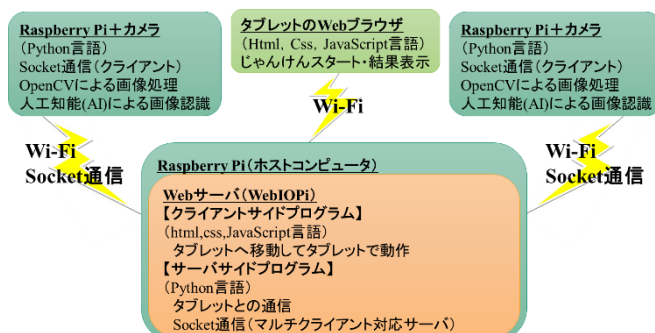 Raspberry Pi＋カメラ
（Python言語）
Socket通信（クライアント）
OpenCVによる画像処理
人工知能(AI)による画像認識
タブレットのWebブラウザ
（Html, Css, JavaScript言語）
じゃんけんスタート・結果表示
Raspberry Pi＋カメラ
（Python言語）
Socket通信（クライアント）
OpenCVによる画像処理
人工知能(AI)による画像認識
Wi-Fi
Wi-Fi
Socket通信
Wi-Fi
Socket通信
Raspberry Pi（ホストコンピュータ）
Webサーバ（WebIOPi）
【クライアントサイドプログラム】
（html,css,JavaScript言語）
タブレットへ移動してタブレットで動作
【サーバサイドプログラム】
（Python言語）
タブレットとの通信
Socket通信（マルチクライアント対応サーバ）